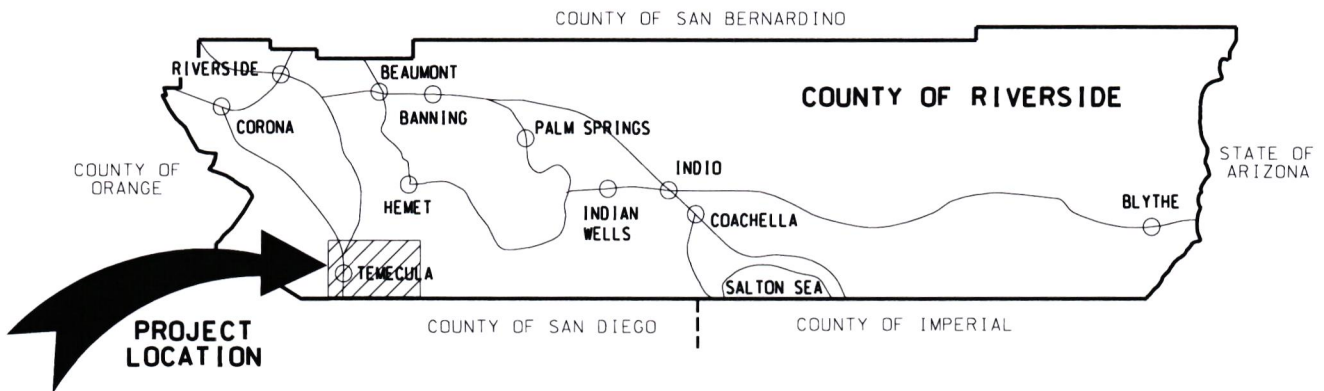 COUNTY OF SAN BERNARDINO
RIVERSIDE
BEAUMONT
COUNTY OF RIVERSIDE
CORONA
BANNING
PALM SPRINGS
COUNTY OF
ORANGE
STATE OF
ARIZONA
INDIO
HEMET
INDIAN
WELLS
COACHELLA
BLYTHE
TEMECULA
SALTON SEA
PROJECT
LOCATION
COUNTY OF SAN DIEGO
COUNTY OF IMPERIAL